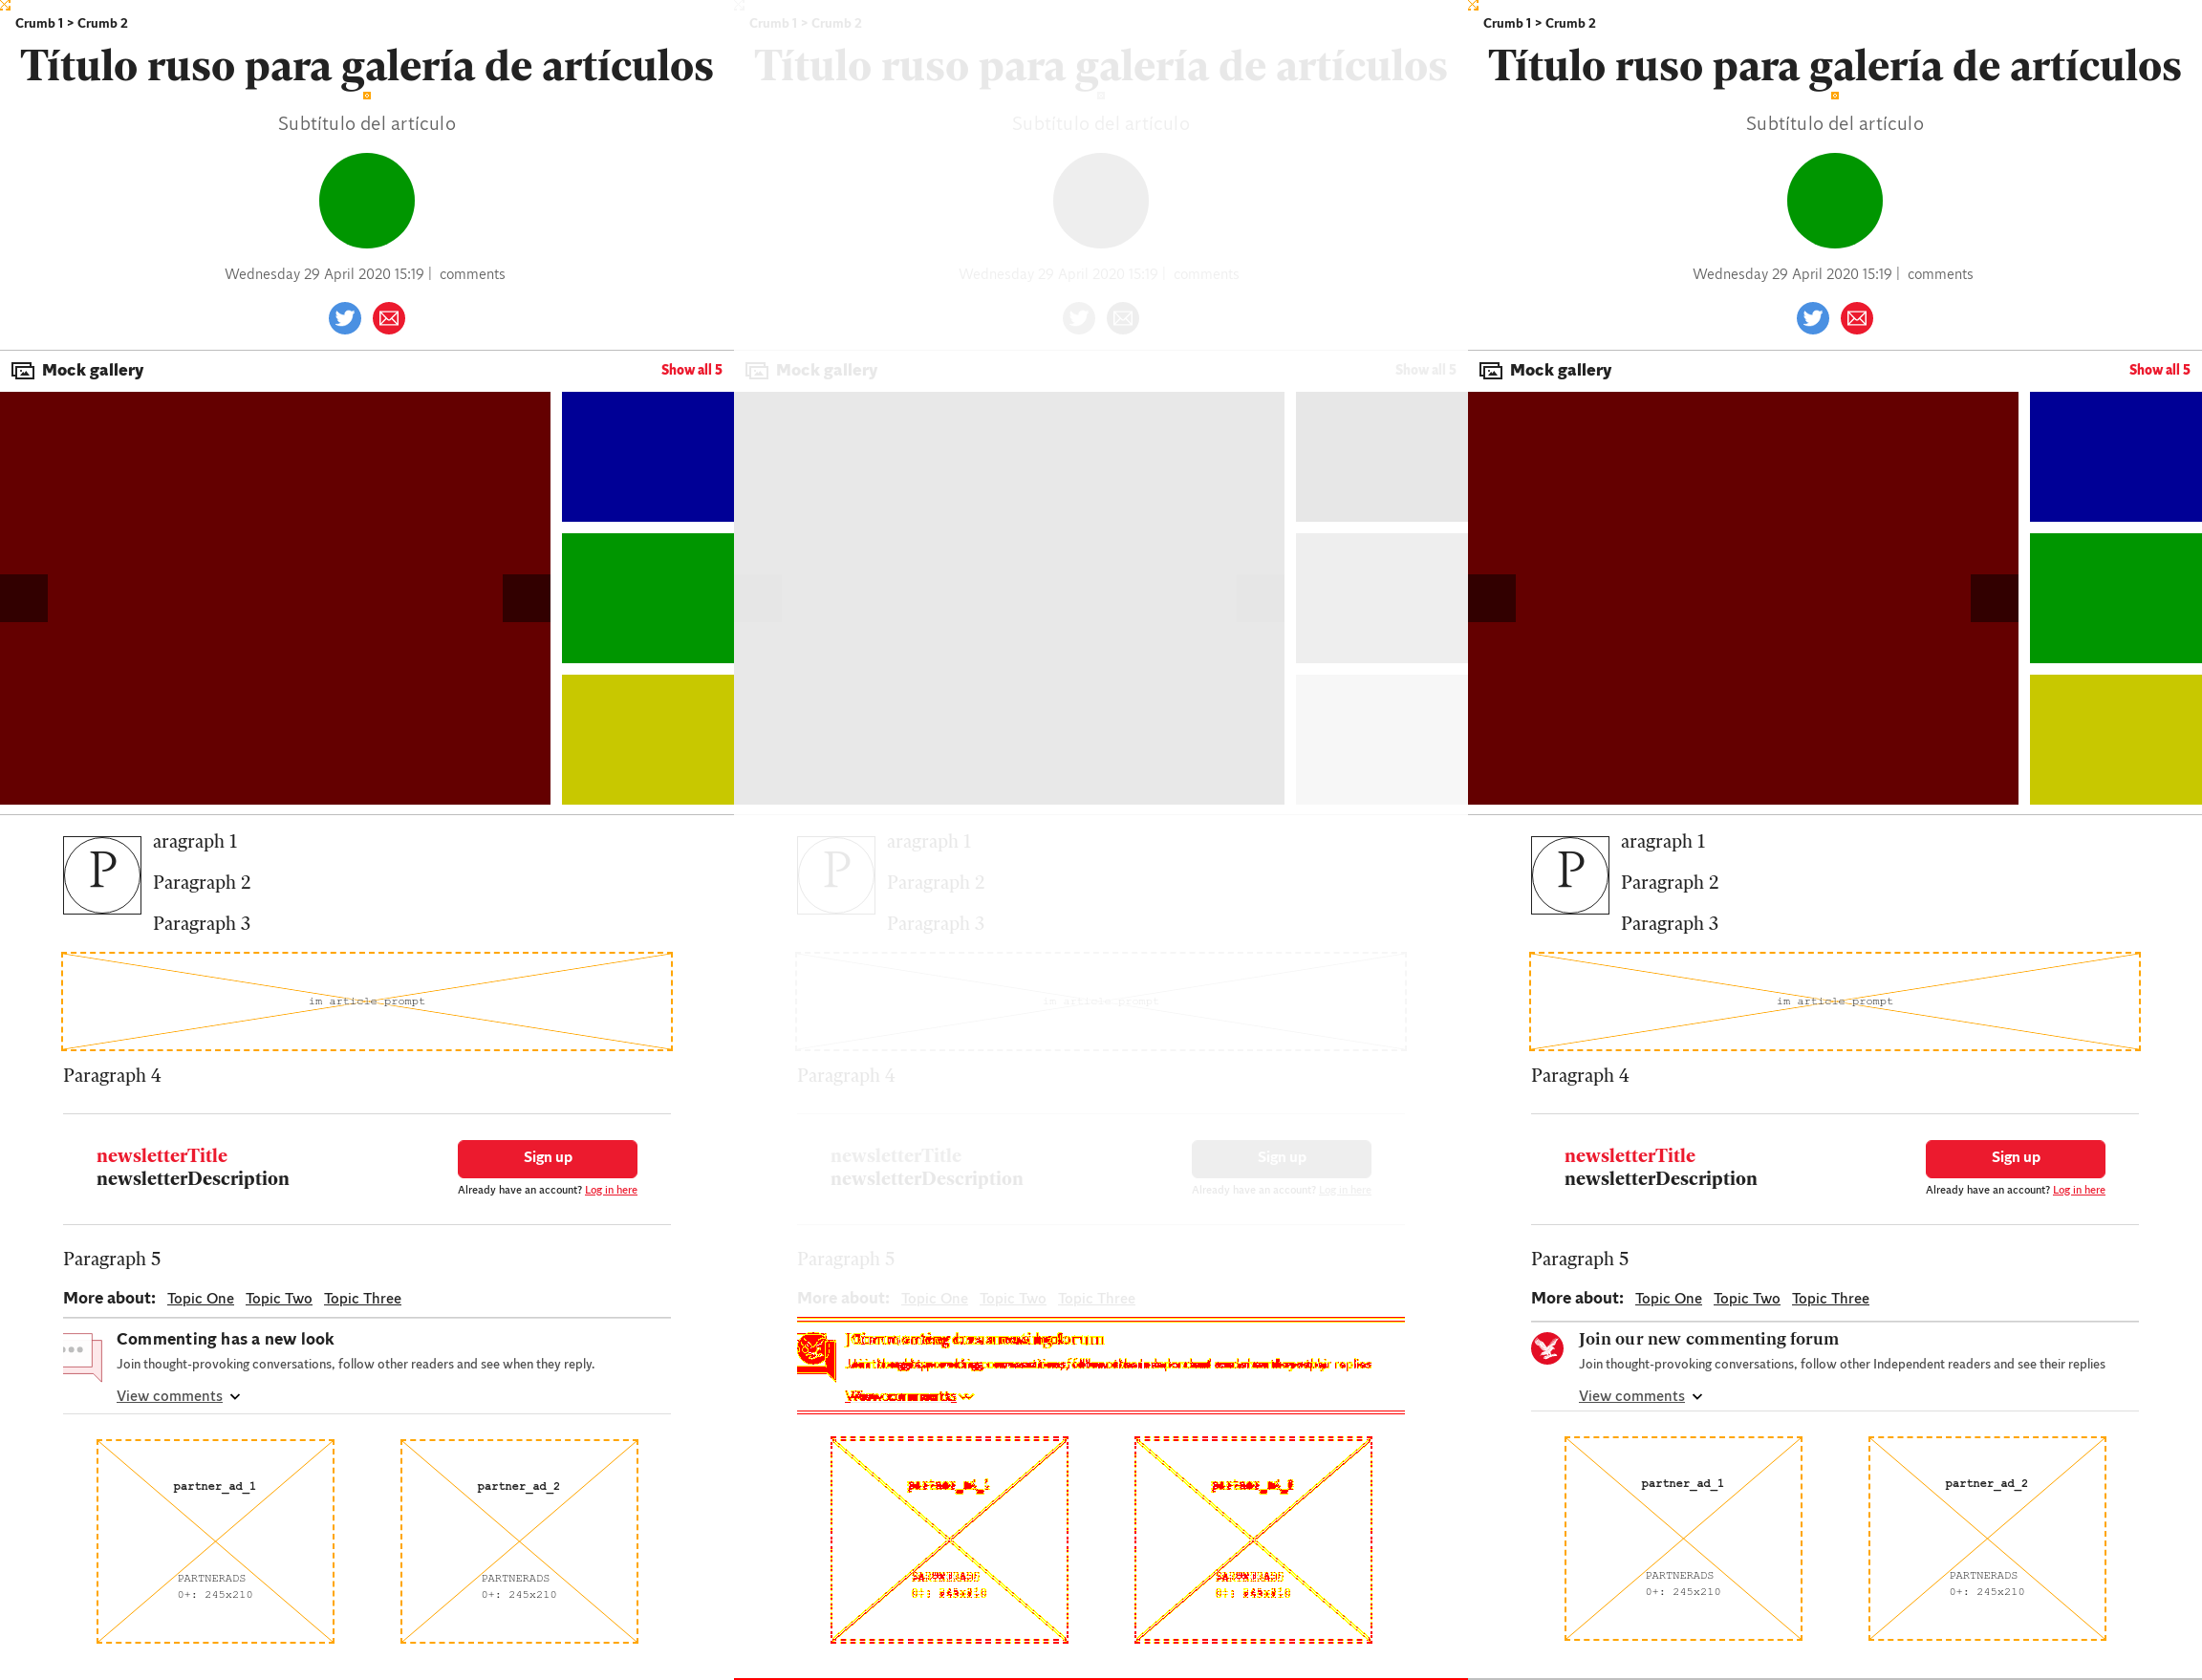 Crumb 1 > Crumb 2
Título ruso para galería de artículos
Subtítulo del artículo
Wednesday 29 April 2020 15:19 | comments
Mock gallery
Show all 5
P
aragraph 1
Paragraph 2
Paragraph 3
im article prompt
Paragraph 4
newsletterTitle
newsletterDescription
Sign up
Already have an account? Log in here
Paragraph 5
More about: Topic One Topic Two Topic Three
Commenting has a new look
Join thought-provoking conversations, follow other readers and see when they reply.
View comments
partner_ad_1
PARTNERADS
0+: 245x210
partner_ad_2
PARTNERADS
0+: 245x210
Crumb 1 > Crumb 2
Título ruso para galería de artículos
Subtítulo del artículo
Wednesday 29 April 2020 15:19 | comments
Mock gallery
Show all 5
P
aragraph 1
Paragraph 2
Paragraph 3
im article prompt
Paragraph 4
newsletterTitle
newsletterDescription
Sign up
Already have an account? Log in here
Paragraph 5
More about: Topic One Topic Two Topic Three
Crumb 1 > Crumb 2
Título ruso para galería de artículos
Subtítulo del artículo
Wednesday 29 April 2020 15:19 | comments
Mock gallery
Show all 5
P
aragraph 1
Paragraph 2
Paragraph 3
im article prompt
Paragraph 4
newsletterTitle
newsletterDescription
Sign up
Already have an account? Log in here
Paragraph 5
More about: Topic One Topic Two Topic Three
Join our new commenting forum
Join thought-provoking conversations, follow other Independent readers and see their replies
View comments
partner_ad_1
PARTNERADS
0+: 245x210
partner_ad_2
PARTNERADS
0+: 245x210